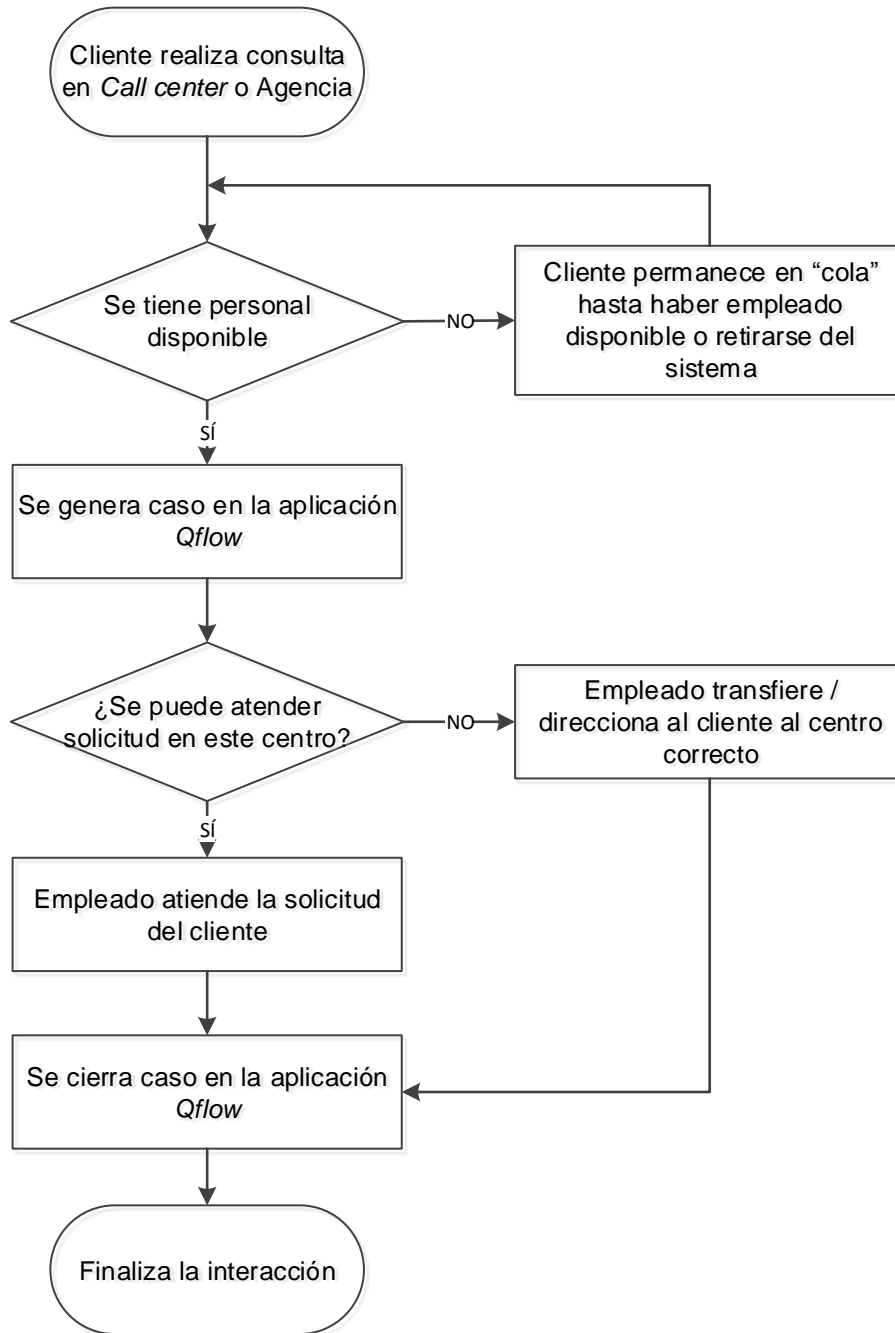 Cliente realiza consulta
en Call center o Agencia
Se tiene personal
disponible
NO
Cliente permanece en “cola”
hasta haber empleado
disponible o retirarse del
sistema
SÍ
Se genera caso en la aplicación
Qflow
¿Se puede atender
solicitud en este centro?
NO
Empleado transfiere /
direcciona al cliente al centro
correcto
SÍ
Empleado atiende la solicitud
del cliente
Se cierra caso en la aplicación
Qflow
Finaliza la interacción